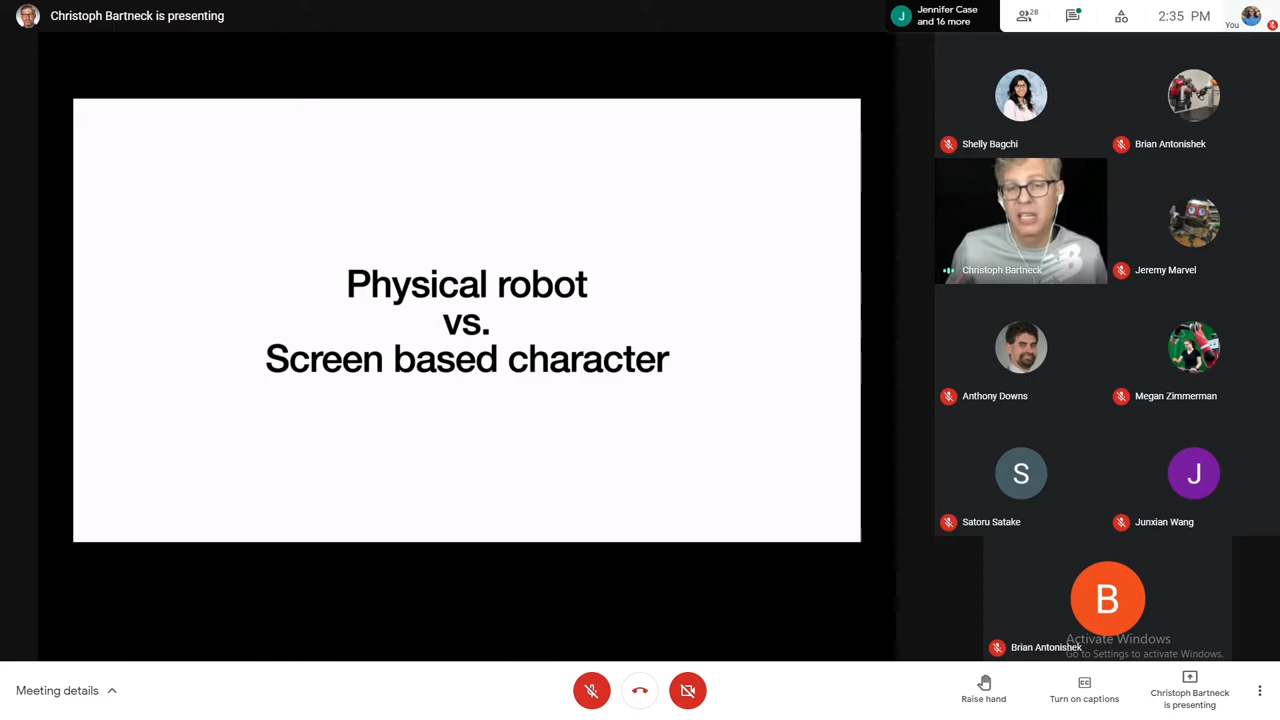 Christoph Bartneck is presenting
J
Jennifer Case
and 16 more
28
2:35 PM
You
Physical robot
vs.
Screen based character
Shelly Bagchi
Brian Antonishek
Christoph Bartneck
Jeremy Marvel
Anthony Downs
Megan Zimmerman
S
Satoru Satake
J
Junxian Wang
B
Brian Antonishek
Activate Windows
Go to Settings to activate Windows.
Meeting details
Raise hand
Turn on captions
Christoph Bartneck
is presenting